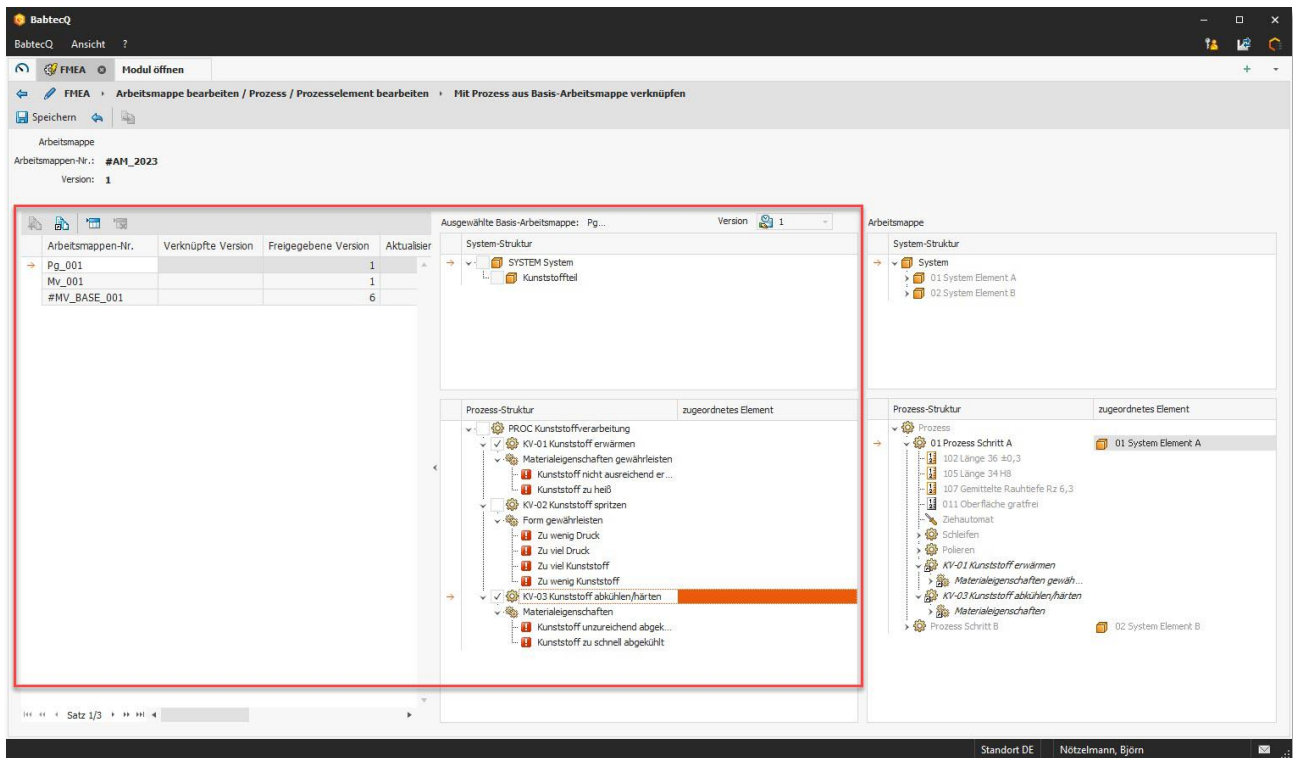 BabtecQ
BabtecQ Ansicht ?
FMEA Modul öffnen
FMEA Arbeitsmappe bearbeiten / Prozess / Prozesselement bearbeiten Mit Prozess aus Basis-Arbeitsmappe verknüpfen
Speichern
Arbeitsmappe
Arbeitsmappen-Nr.: #AM_2023
Version: 1
Arbeitsmappen-Nr. Verknüpfte Version Freigegebene Version Aktualisier
Pg_001 1
Mv_001 1
#MV_BASE_001 6
Satz 1/3
Ausgewählte Basis-Arbeitsmappe: Pg... Version 1
System-Struktur
SYSTEM System
Kunststoffteil
Prozess-Struktur zugeordnetes Element
PROC Kunststoffverarbeitung
KV-01 Kunststoff erwärmen
Materialeigenschaften gewährleisten
Kunststoff nicht ausreichend er...
Kunststoff zu heiß
KV-02 Kunststoff spritzen
Form gewährleisten
Zu wenig Druck
Zu viel Druck
Zu viel Kunststoff
Zu wenig Kunststoff
KV-03 Kunststoff abkühlen/härten
Materialeigenschaften
Kunststoff unzureichend abgek...
Kunststoff zu schnell abgekühlt
Arbeitsmappe
System-Struktur
System
01 System Element A
02 System Element B
Prozess-Struktur zugeordnetes Element
Prozess
01 Prozess Schritt A 01 System Element A
102 Länge 36 ±0,3
105 Länge 34 H8
107 Gemittelte Rauhtiefe Rz 6,3
011 Oberfläche gratfrei
Ziehautomat
Schleifen
Polieren
KV-01 Kunststoff erwärmen
Materialeigenschaften gewäh...
KV-03 Kunststoff abkühlen/härten
Materialeigenschaften
Prozess Schritt B 02 System Element B
Standort DE Nötzelmann, Björn